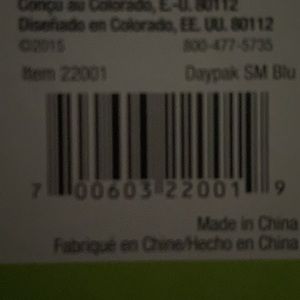 Conçu au Colorado, É.-U. 80112
Diseñado en Colorado, EE. UU. 80112
©2015 800-477-5735
Item 22001 Daypak SM Blu
7 00603 22001 9
Made in China
Fabriqué en Chine/Hecho en China